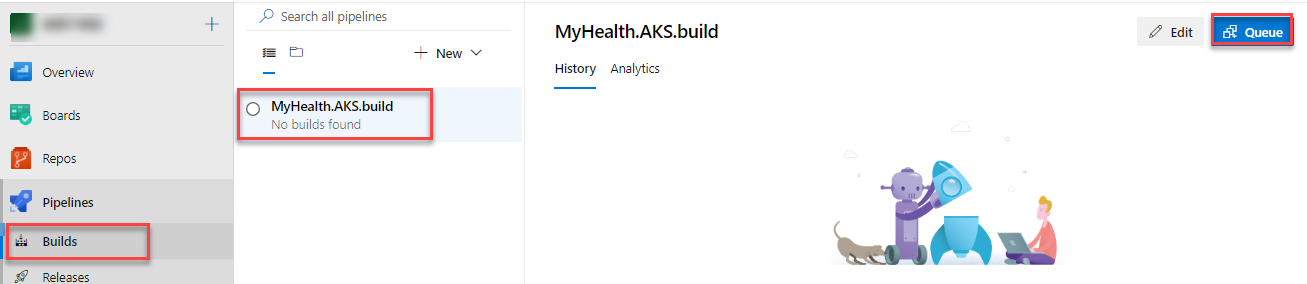 Overview
Boards
Repos
Pipelines
Builds
Releases
Search all pipelines
New
MyHealth.AKS.build
No builds found
MyHealth.AKS.build
Edit
Queue
History
Analytics